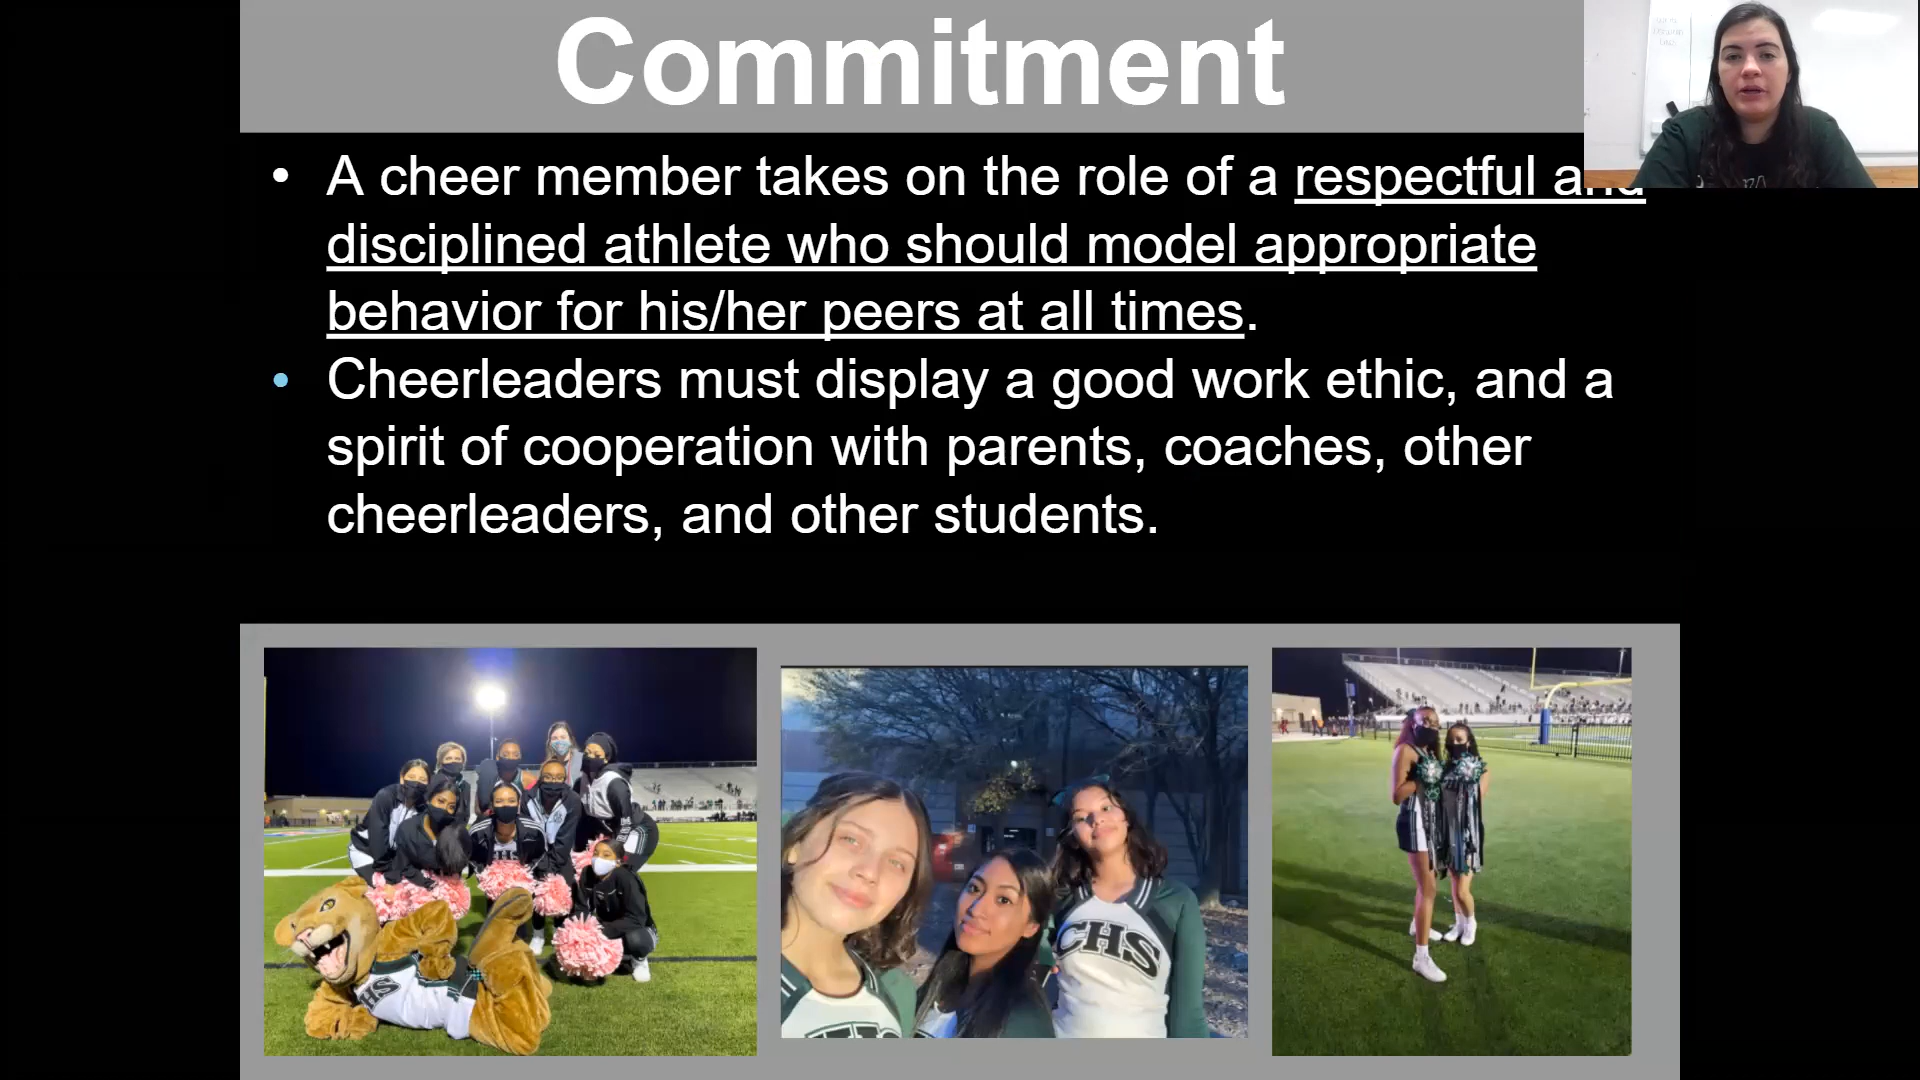 Commitment
• A cheer member takes on the role of a respectful and
disciplined athlete who should model appropriate
behavior for his/her peers at all times.
• Cheerleaders must display a good work ethic, and a
spirit of cooperation with parents, coaches, other
cheerleaders, and other students.
CHS